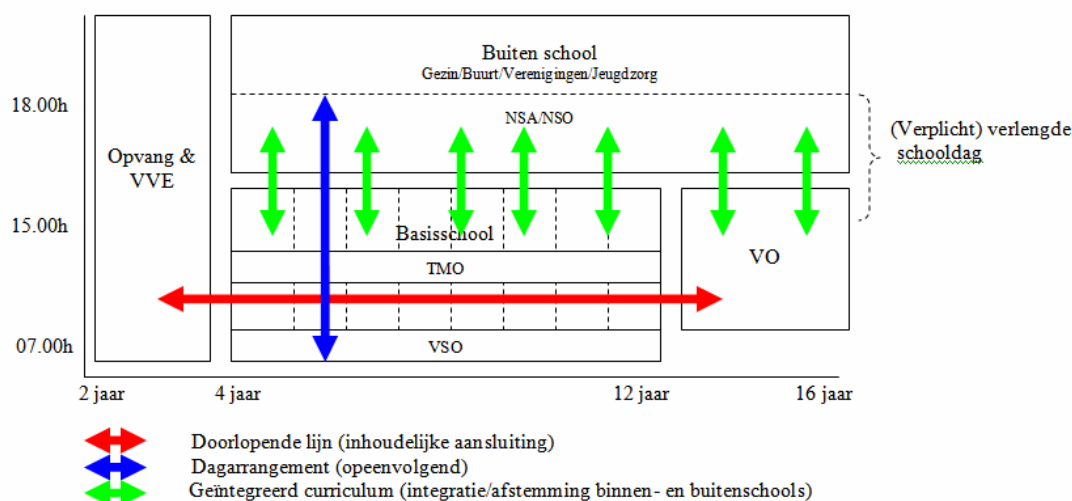 Buiten school
Gezin/Buurt/Verenigingen/Jeugdzorg
18.00h
NSA/NSO
(Verplicht) verlengde
schooldag
Opvang &
VVE
15.00h
Basisschool
VO
TMO
07.00h
VSO
2 jaar
4 jaar
12 jaar
16 jaar
Doorlopende lijn (inhoudelijke aansluiting)
Dagarrangement (opeenvolgend)
Geïntegreerd curriculum (integratie/afstemming binnen- en buitenschools)